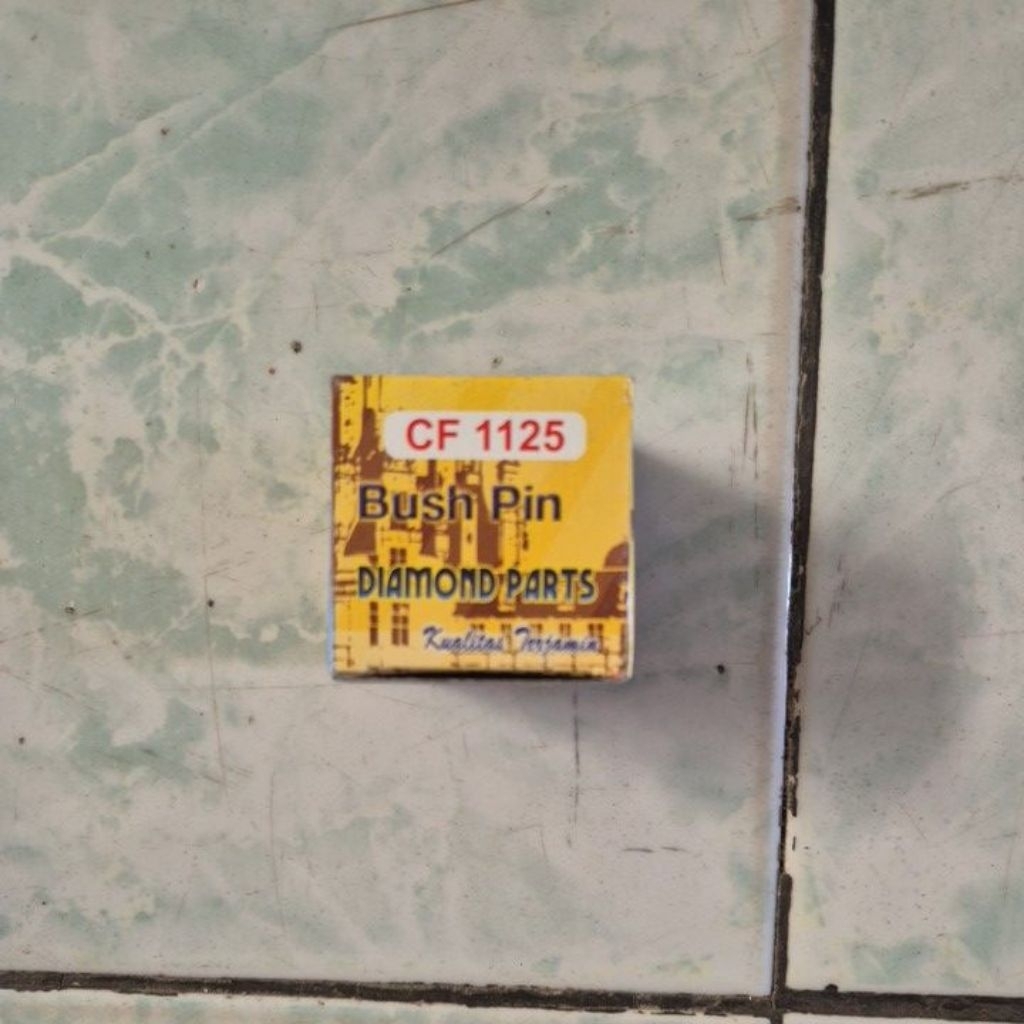 CF 1125
Bush Pin
DIAMOND PARTS
Kualitas Terjamin